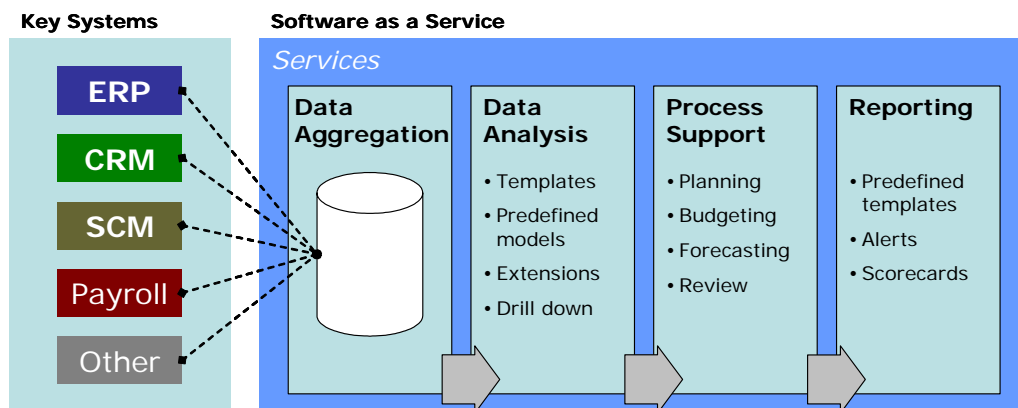 Key Systems
Software as a Service
ERP
CRM
SCM
Payroll
Other
Services
Data
Aggregation
Data
Analysis
• Templates
• Predefined
models
• Extensions
• Drill down
Process
Support
• Planning
• Budgeting
• Forecasting
• Review
Reporting
• Predefined
templates
• Alerts
• Scorecards